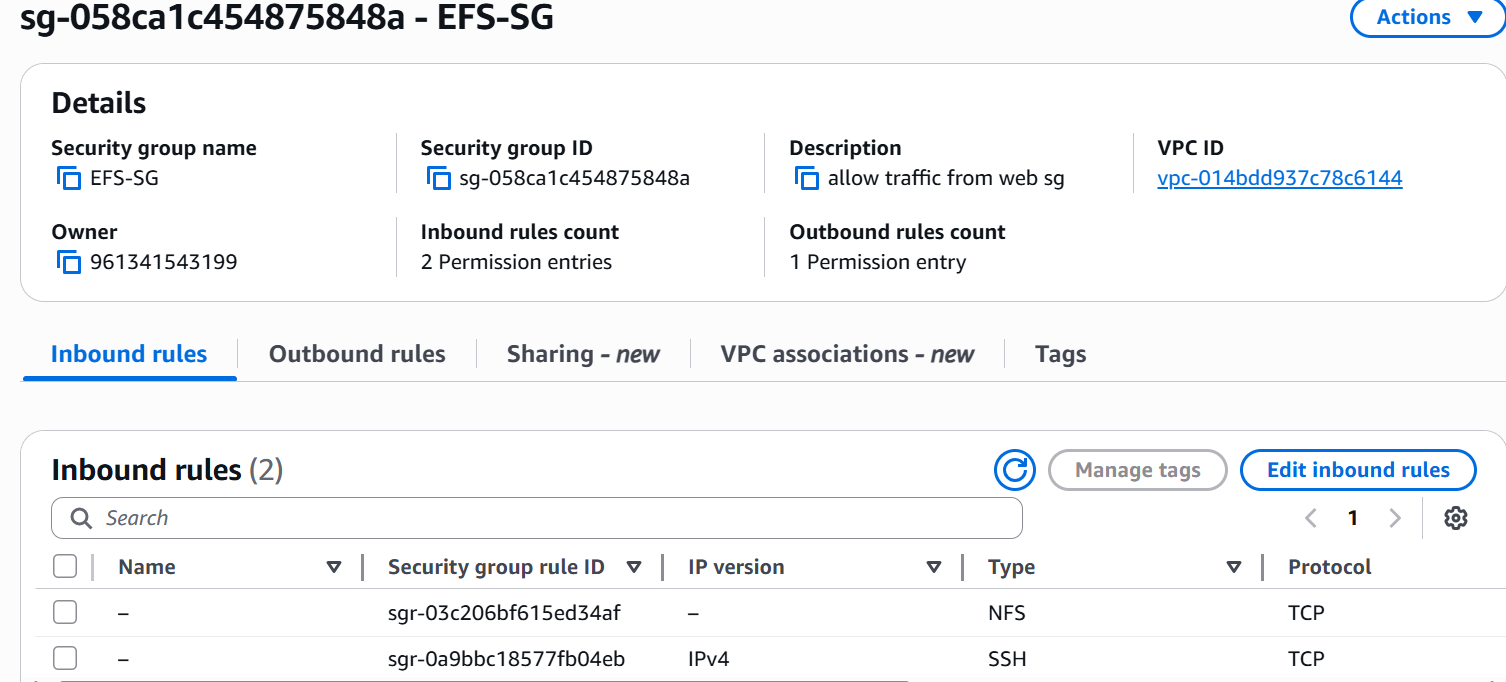 sg-058ca1c454875848a - EFS-SG
Actions
Details
Security group name
EFS-SG
Security group ID
sg-058ca1c454875848a
Description
allow traffic from web sg
VPC ID
vpc-014bdd937c78c6144
Owner
961341543199
Inbound rules count
2 Permission entries
Outbound rules count
1 Permission entry
Inbound rules
Outbound rules
Sharing - new
VPC associations - new
Tags
Inbound rules (2)
Manage tags
Edit inbound rules
Search
1
Name
Security group rule ID
IP version
Type
Protocol
– sgr-03c206bf615ed34af – NFS TCP
– sgr-0a9bbc18577fb04eb IPv4 SSH TCP